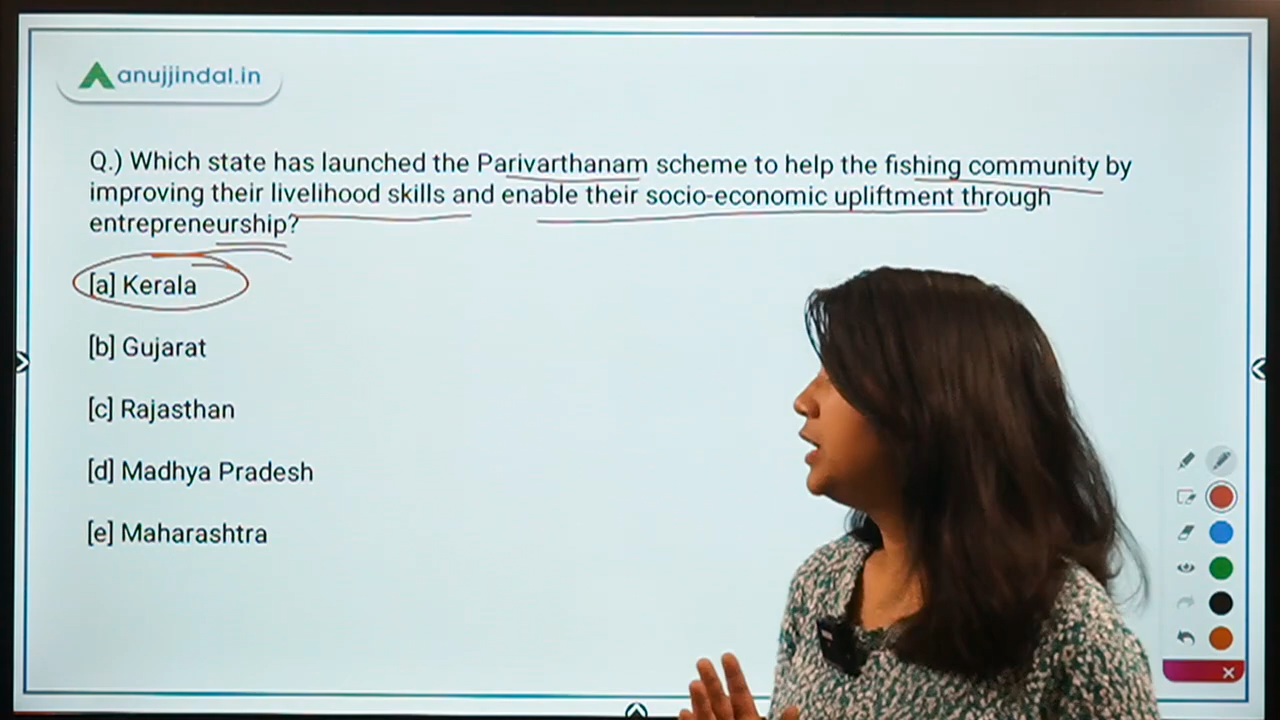 anujjindal.in
Q.) Which state has launched the Parivarthanam scheme to help the fishing community by
improving their livelihood skills and enable their socio-economic upliftment through
entrepreneurship?
[a] Kerala
[b] Gujarat
[c] Rajasthan
[d] Madhya Pradesh
[e] Maharashtra